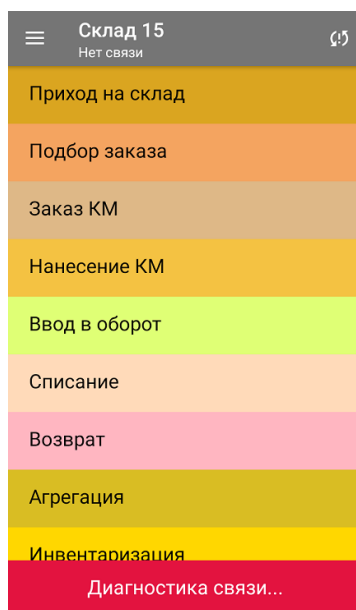 Склад 15
Нет связи
Приход на склад
Подбор заказа
Заказ КМ
Нанесение КМ
Ввод в оборот
Списание
Возврат
Агрегация
Инвентаризация
Диагностика связи...